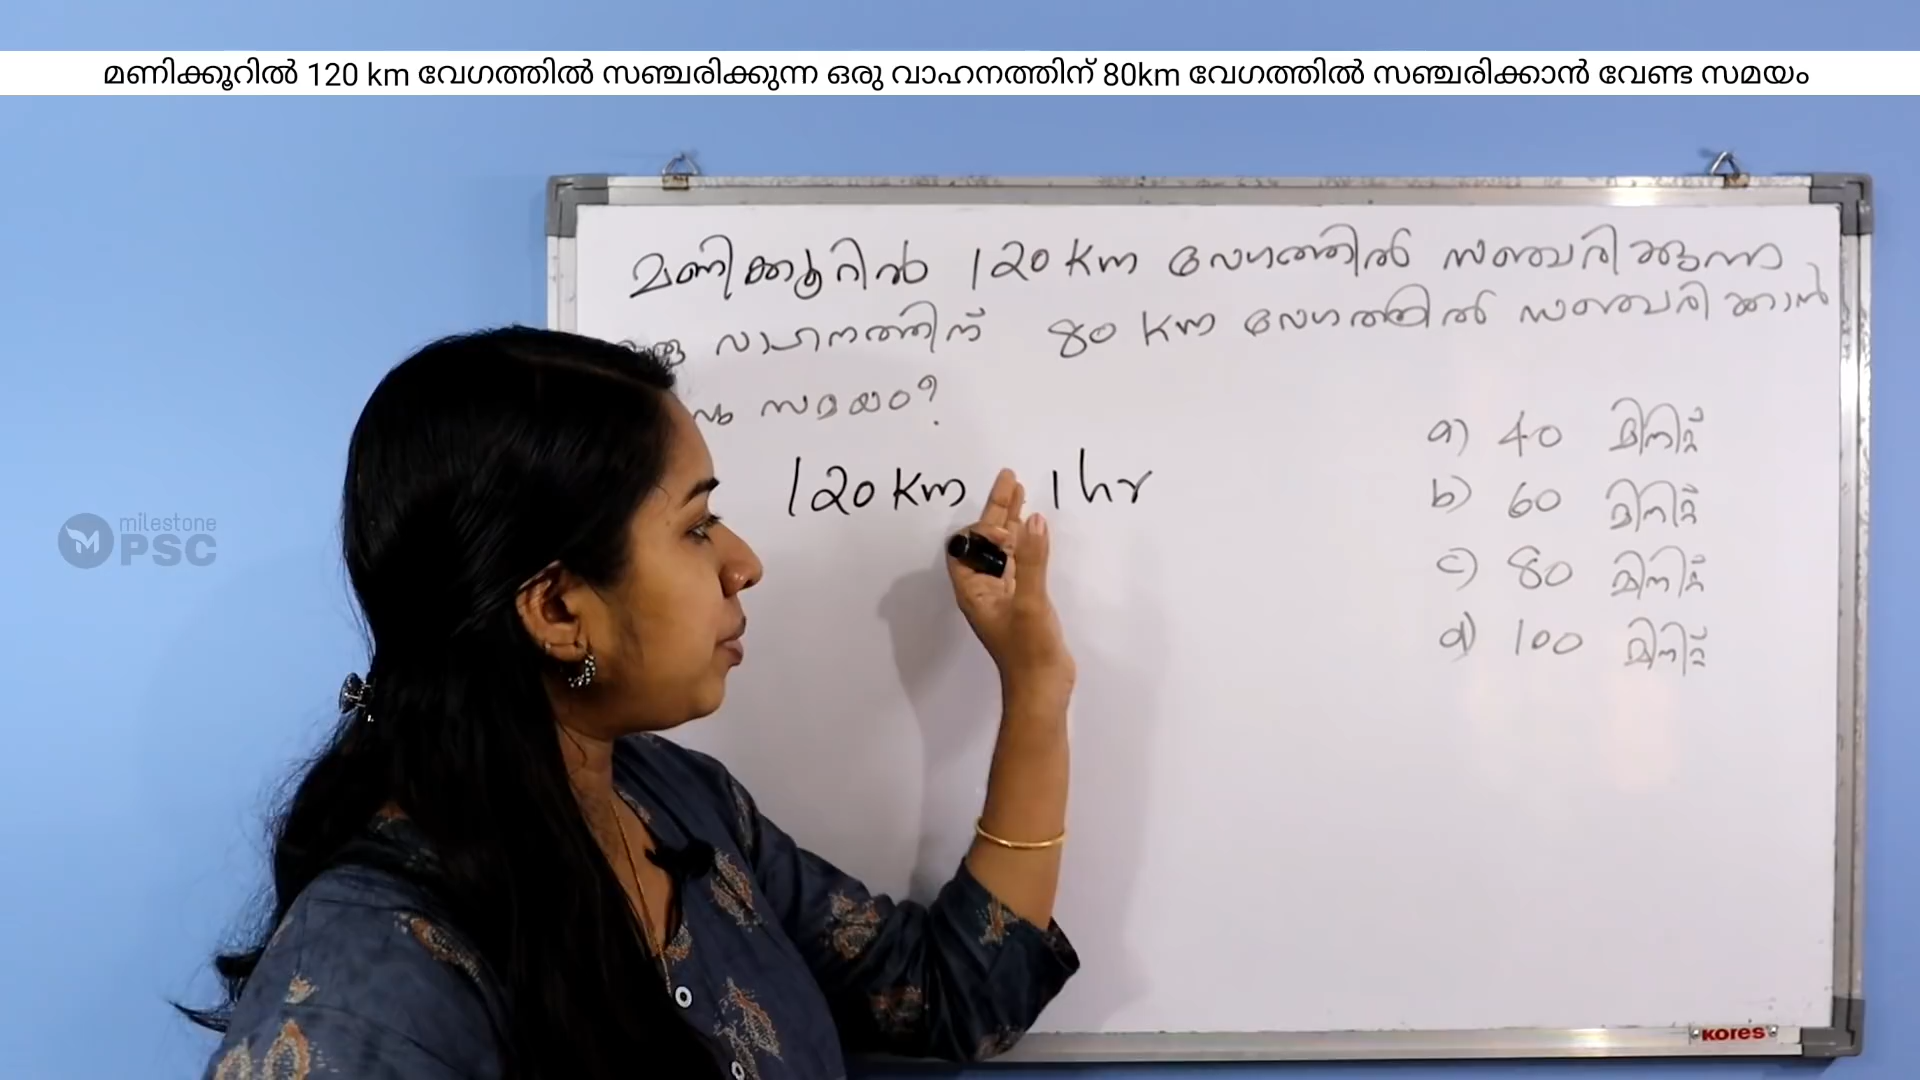 മണിക്കൂറിൽ 120 km വേഗത്തിൽ സഞ്ചരിക്കുന്ന ഒരു വാഹനത്തിന് 80km വേഗത്തിൽ സഞ്ചരിക്കാൻ വേണ്ട സമയം
മണിക്കൂറിൽ 120 Km വേഗത്തിൽ സഞ്ചരിക്കുന്ന
വാഹനത്തിന് 80 Km വേഗത്തിൽ സഞ്ചരിക്കാൻ
സമയം?
120 Km 1 hr
a) 40 മിനിറ്റ്
b) 60 മിനിറ്റ്
c) 80 മിനിറ്റ്
d) 100 മിനിറ്റ്
milestone
PSC
KORES